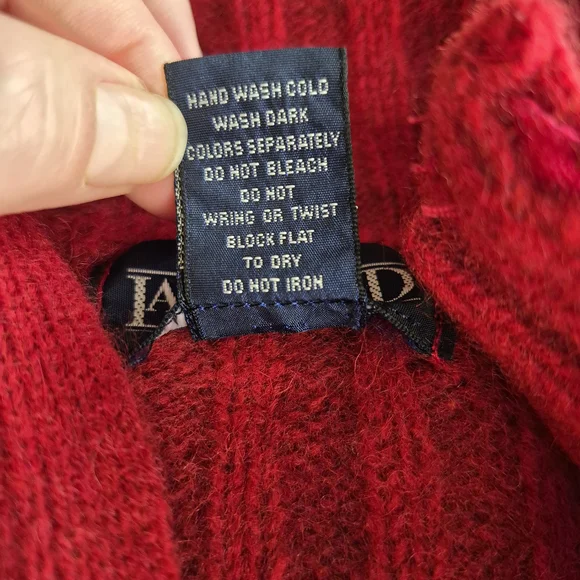 HAND WASH COLD
WASH DARK
COLORS SEPARATELY
DO NOT BLEACH
DO NOT
WRING OR TWIST
BLOCK FLAT
TO DRY
DO NOT IRON